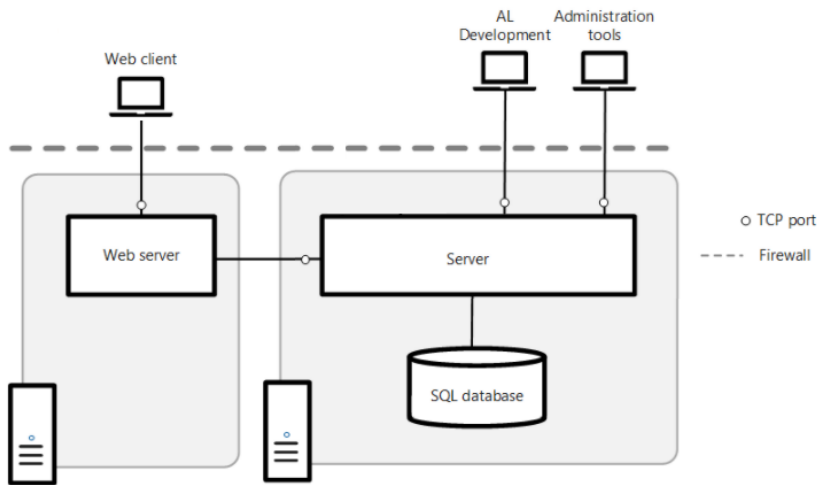 AL
Development
Administration
tools
Web client
TCP port
Web server
Server
Firewall
SQL database